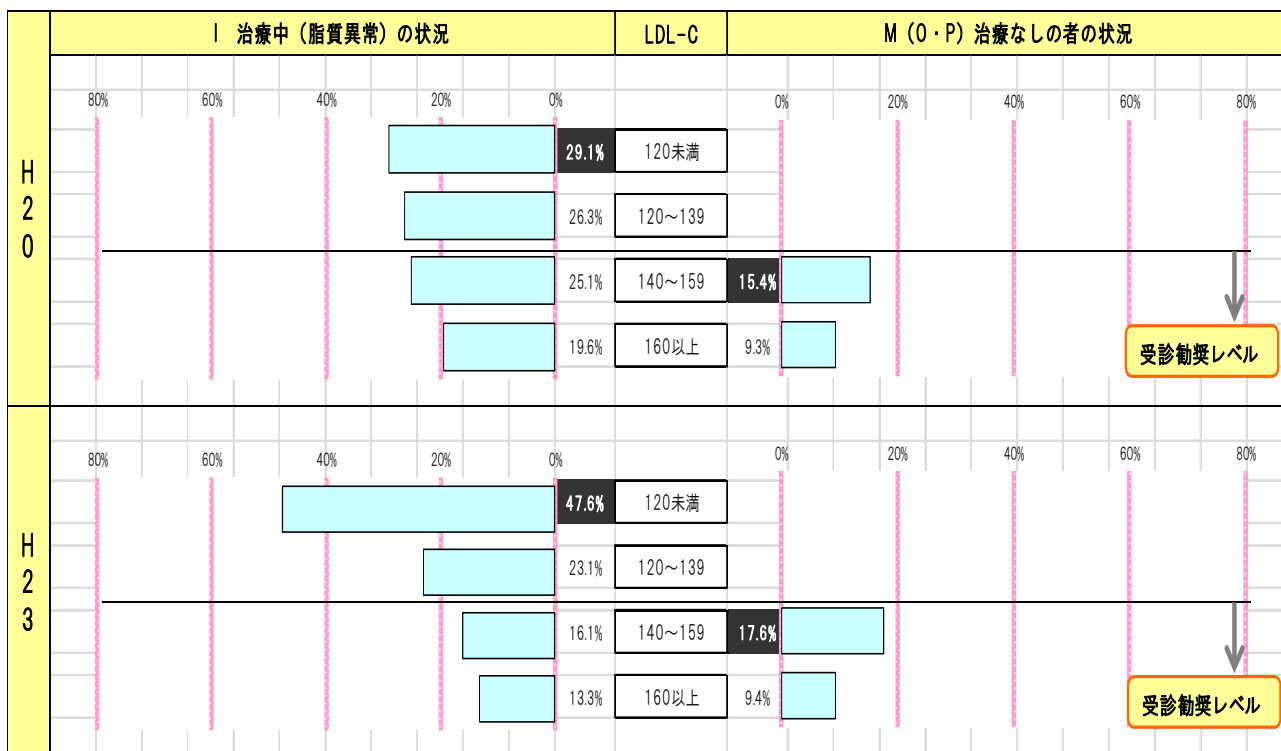 I 治療中（脂質異常）の状況 LDL-C M（O・P）治療なしの者の状況
H20
80% 60% 40% 20% 0% 0% 20% 40% 60% 80%
29.1% 120未満
26.3% 120～139
25.1% 140～159 15.4%
19.6% 160以上 9.3%
受診勧奨レベル
H23
80% 60% 40% 20% 0% 0% 20% 40% 60% 80%
47.6% 120未満
23.1% 120～139
16.1% 140～159 17.6%
13.3% 160以上 9.4%
受診勧奨レベル